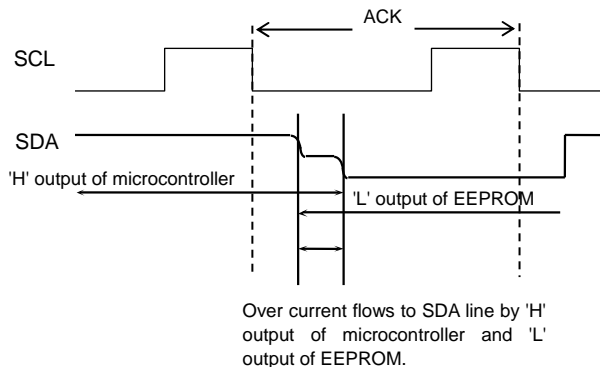 ACK
SCL
SDA
'H' output of microcontroller
'L' output of EEPROM
Over current flows to SDA line by 'H'
output of microcontroller and 'L'
output of EEPROM.